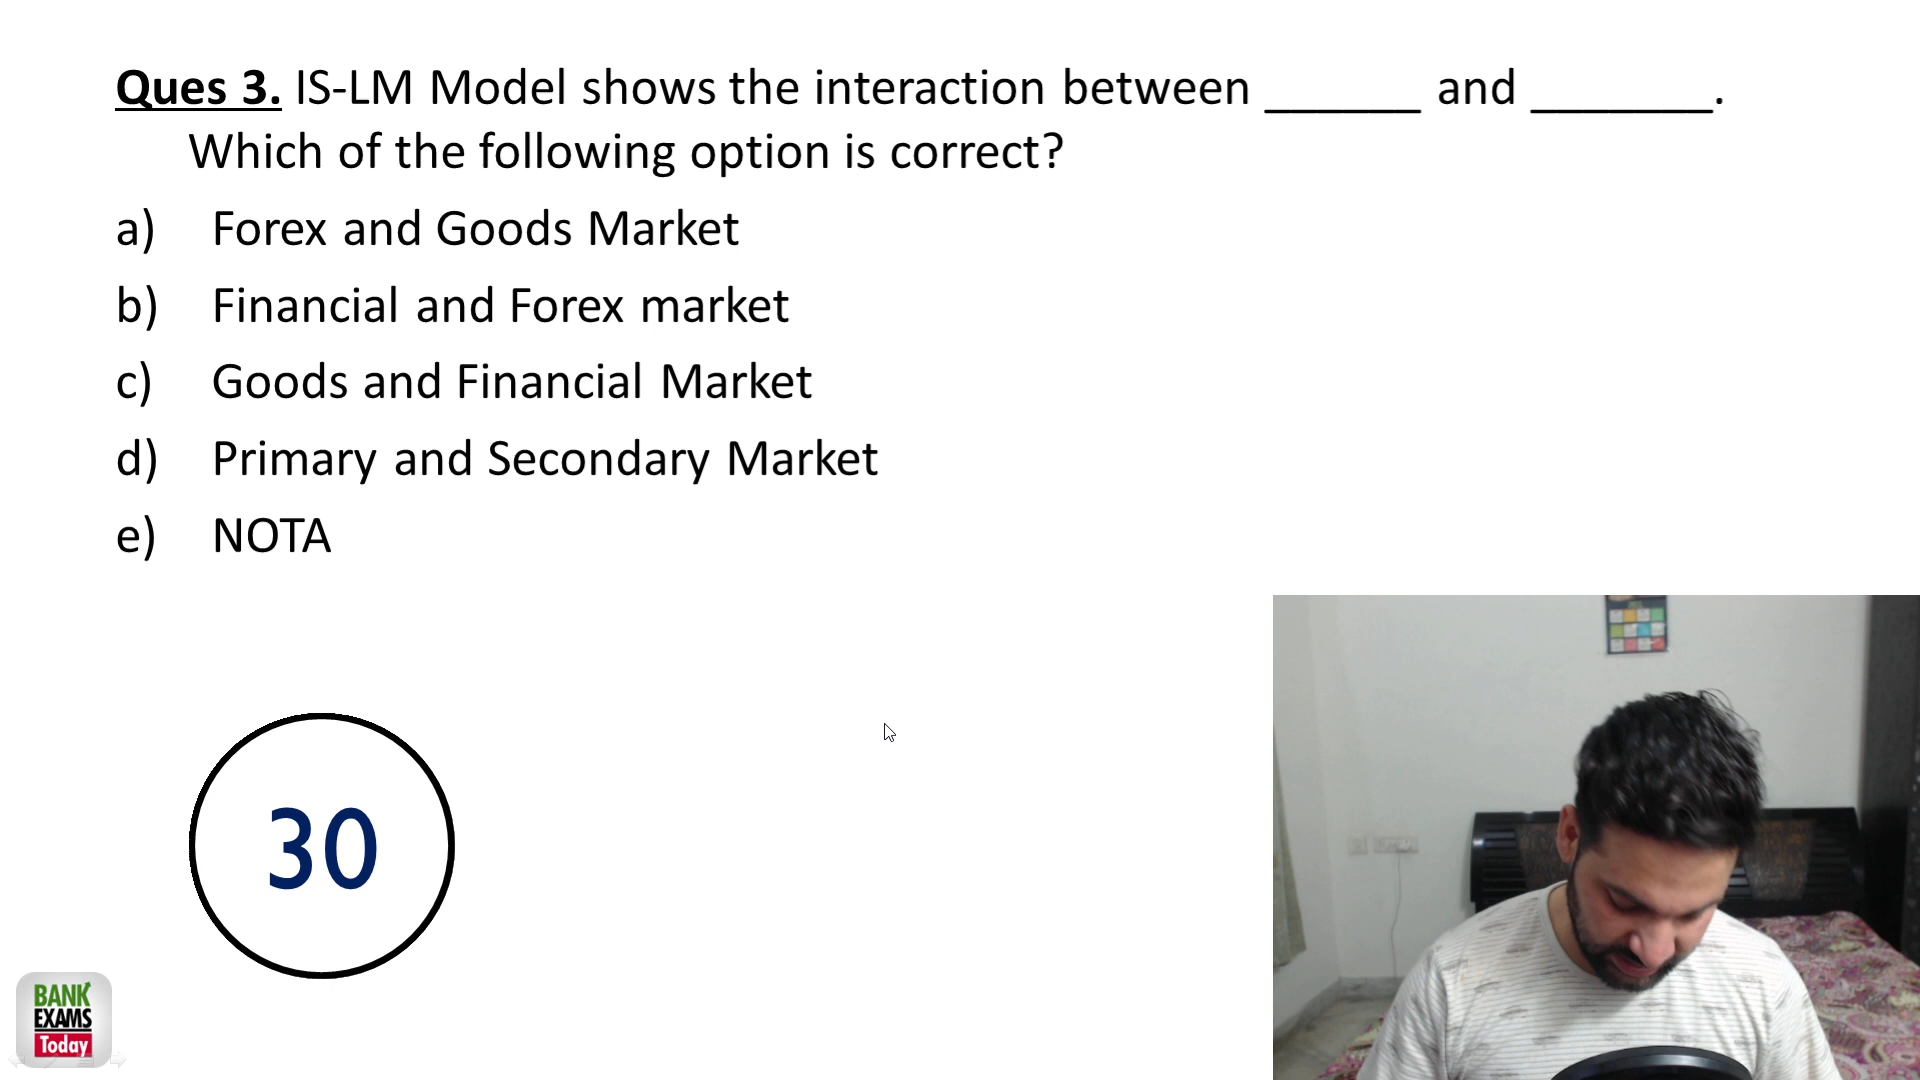 Ques 3. IS-LM Model shows the interaction between ______ and _______.
Which of the following option is correct?
a) Forex and Goods Market
b) Financial and Forex market
c) Goods and Financial Market
d) Primary and Secondary Market
e) NOTA
30
BANK
EXAMS
Today